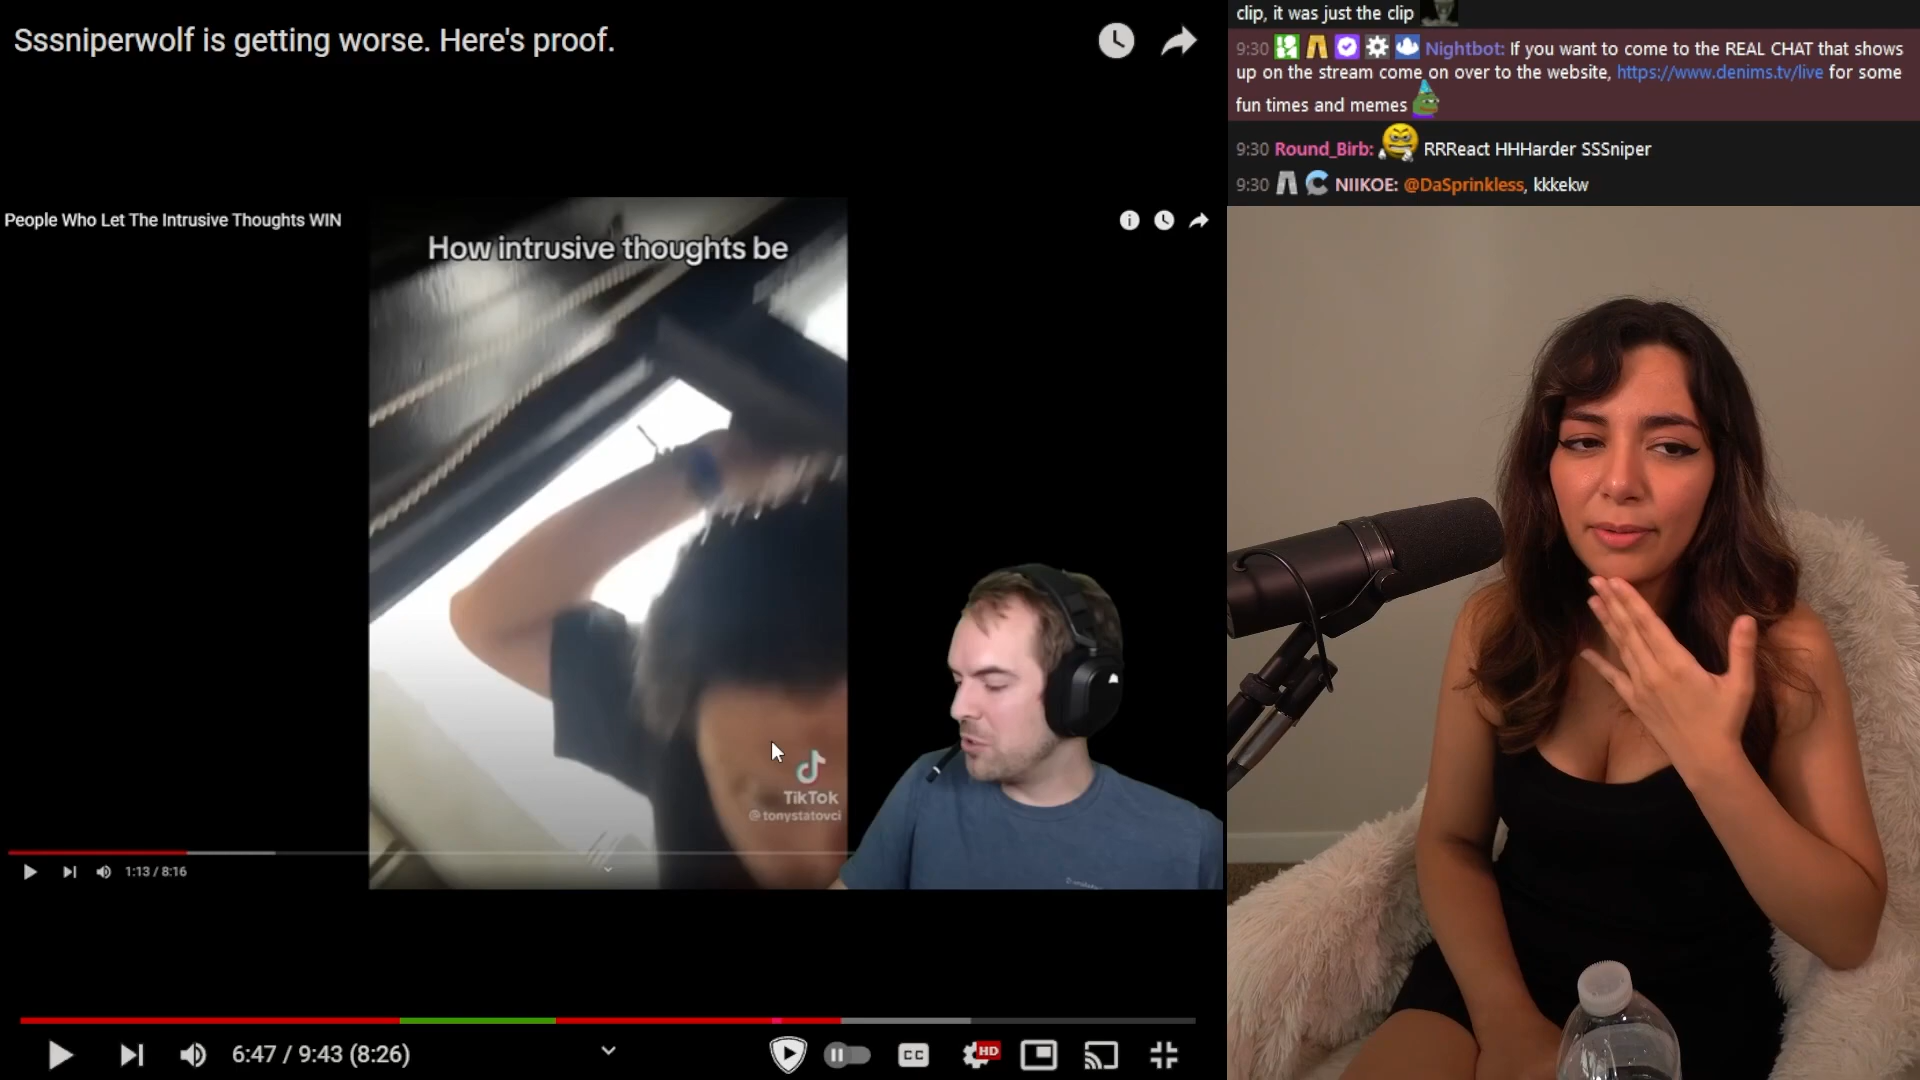 Sssniperwolf is getting worse. Here's proof.
People Who Let The Intrusive Thoughts WIN
How intrusive thoughts be
TikTok
@tonystatovci
1:13 / 8:16
6:47 / 9:43 (8:26)
CC
HD
clip, it was just the clip
9:30 Nightbot: If you want to come to the REAL CHAT that shows
up on the stream come on over to the website, https://www.denims.tv/live for some
fun times and memes
9:30 Round_Birb: RRReact HHHarder SSSniper
9:30 NIIKOE: @DaSprinkless, kkkekw